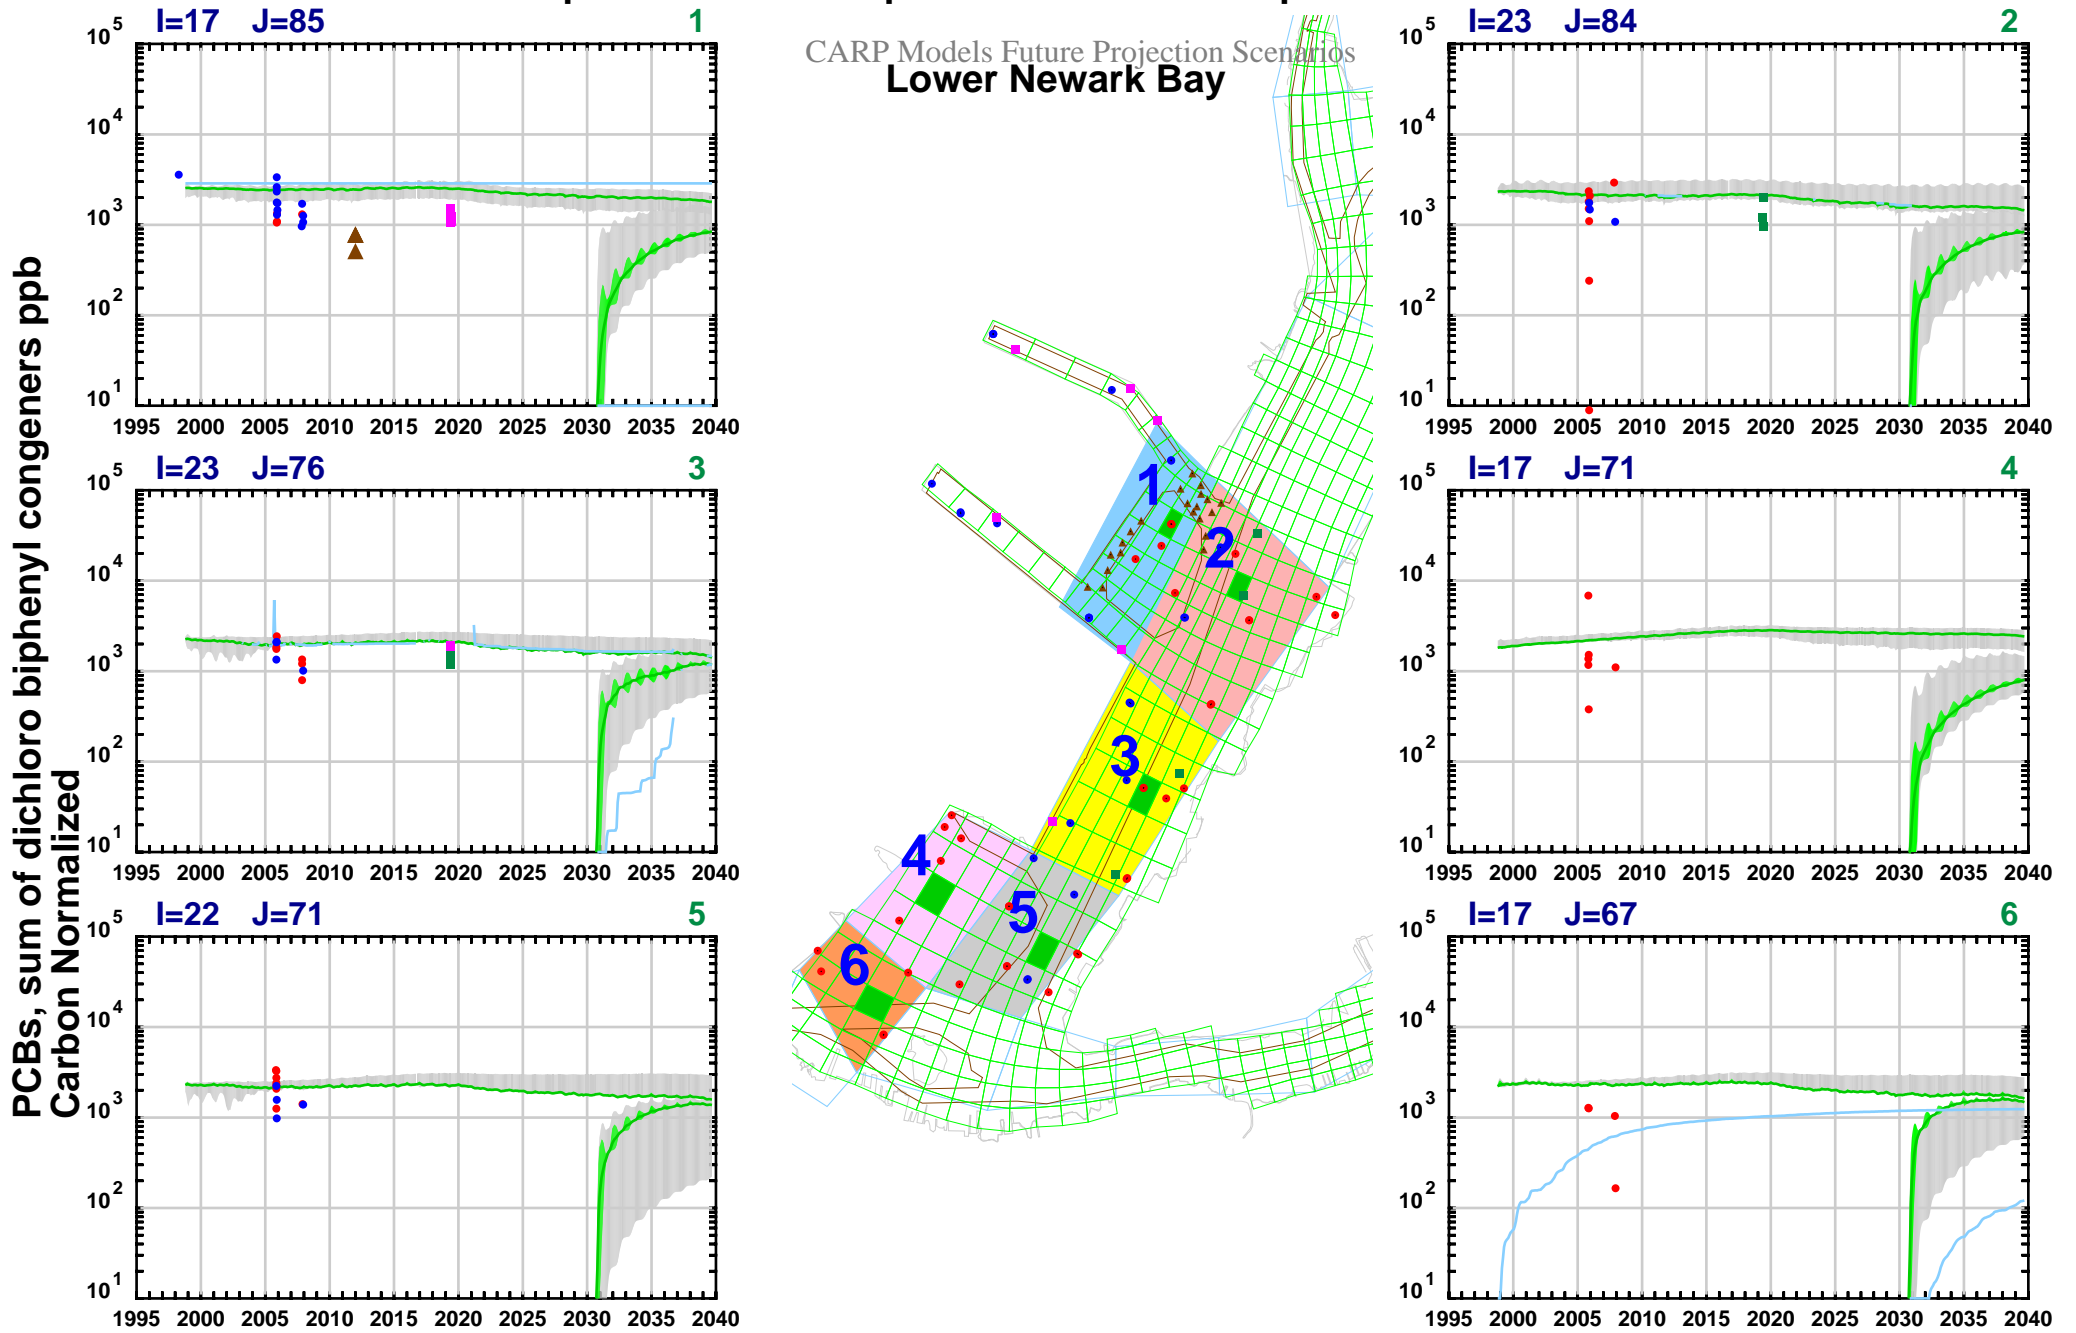 CARP Models Future Projection Scenarios
Lower Newark Bay
PCBs, sum of dichloro biphenyl congeners ppb
Carbon Normalized
I=17 J=85 1
10^5
10^4
10^3
10^2
10^1
1995 2000 2005 2010 2015 2020 2025 2030 2035 2040
I=23 J=84 2
10^5
10^4
10^3
10^2
10^1
1995 2000 2005 2010 2015 2020 2025 2030 2035 2040
I=23 J=76 3
10^5
10^4
10^3
10^2
10^1
1995 2000 2005 2010 2015 2020 2025 2030 2035 2040
I=17 J=71 4
10^5
10^4
10^3
10^2
10^1
1995 2000 2005 2010 2015 2020 2025 2030 2035 2040
I=22 J=71 5
10^5
10^4
10^3
10^2
10^1
1995 2000 2005 2010 2015 2020 2025 2030 2035 2040
I=17 J=67 6
10^5
10^4
10^3
10^2
10^1
1995 2000 2005 2010 2015 2020 2025 2030 2035 2040
1
2
3
4
5
6